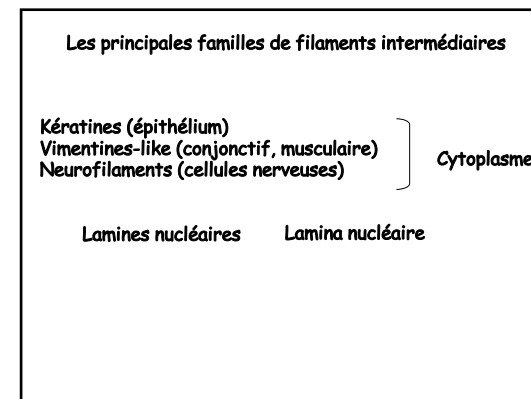 Les principales familles de filaments intermédiaires
Kératines (épithélium)
Vimentines-like (conjonctif, musculaire)
Neurofilaments (cellules nerveuses)
Cytoplasme
Lamines nucléaires Lamina nucléaire